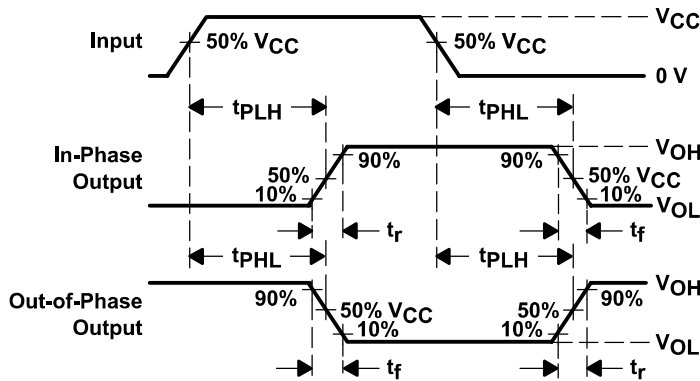 VCC
Input
50% VCC
50% VCC
0 V
tPLH
tPHL
In-Phase
Output
VOH
90%
90%
50%
50% VCC
10%
10%
VOL
tr
tf
tPHL
tPLH
Out-of-Phase
Output
VOH
90%
90%
50% VCC
50%
10%
10%
VOL
tf
tr